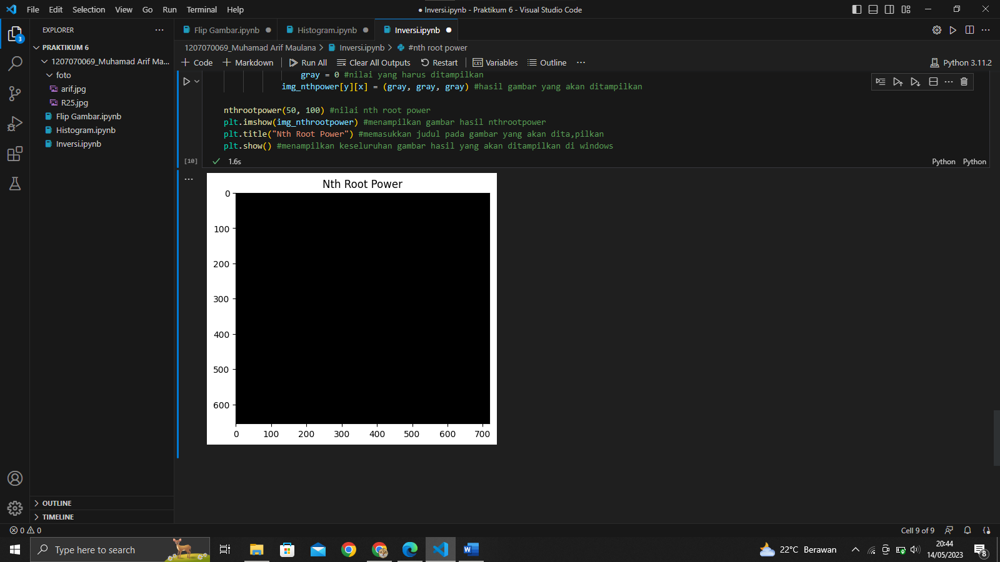 File Edit Selection View Go Run Terminal Help
● Inversi.ipynb - Praktikum 6 - Visual Studio Code
EXPLORER
Flip Gambar.ipynb
Histogram.ipynb
Inversi.ipynb
3
PRAKTIKUM 6
1207070069_Muhamad Arif Ma...
foto
arif.jpg
R25.jpg
Flip Gambar.ipynb
Histogram.ipynb
Inversi.ipynb
OUTLINE
TIMELINE
1207070069_Muhamad Arif Maulana > Inversi.ipynb > #nth root power
Code Markdown Run All Clear All Outputs Restart Variables Outline ...
Python 3.11.2
gray = 0 #nilai yang harus ditampilkan
img_nthpower[y][x] = (gray, gray, gray) #hasil gambar yang akan ditampilkan
nthrootpower(50, 100) #nilai nth root power
plt.imshow(img_nthrootpower) #menampilkan gambar hasil nthrootpower
plt.title("Nth Root Power") #memasukkan judul pada gambar yang akan dita,pilkan
plt.show() #menampilkan keseluruhan gambar hasil yang akan ditampilkan di windows
[10] 1.6s Python Python
Nth Root Power
0
100
200
300
400
500
600
0 100 200 300 400 500 600 700
0 0
Cell 9 of 9
Type here to search
22°C Berawan
20:44
14/05/2023
8